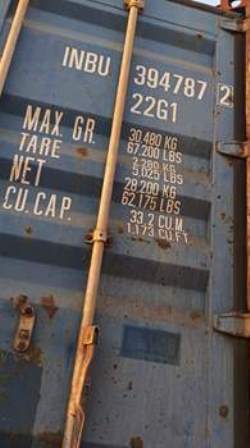 INBU 394787 2
22G1
MAX. GR. 30.480 KG
67.200 LBS
TARE 2.280 KG
5.025 LBS
NET 28.200 KG
62.175 LBS
CU.CAP. 33.2 CU.M
1.173 CU.FT